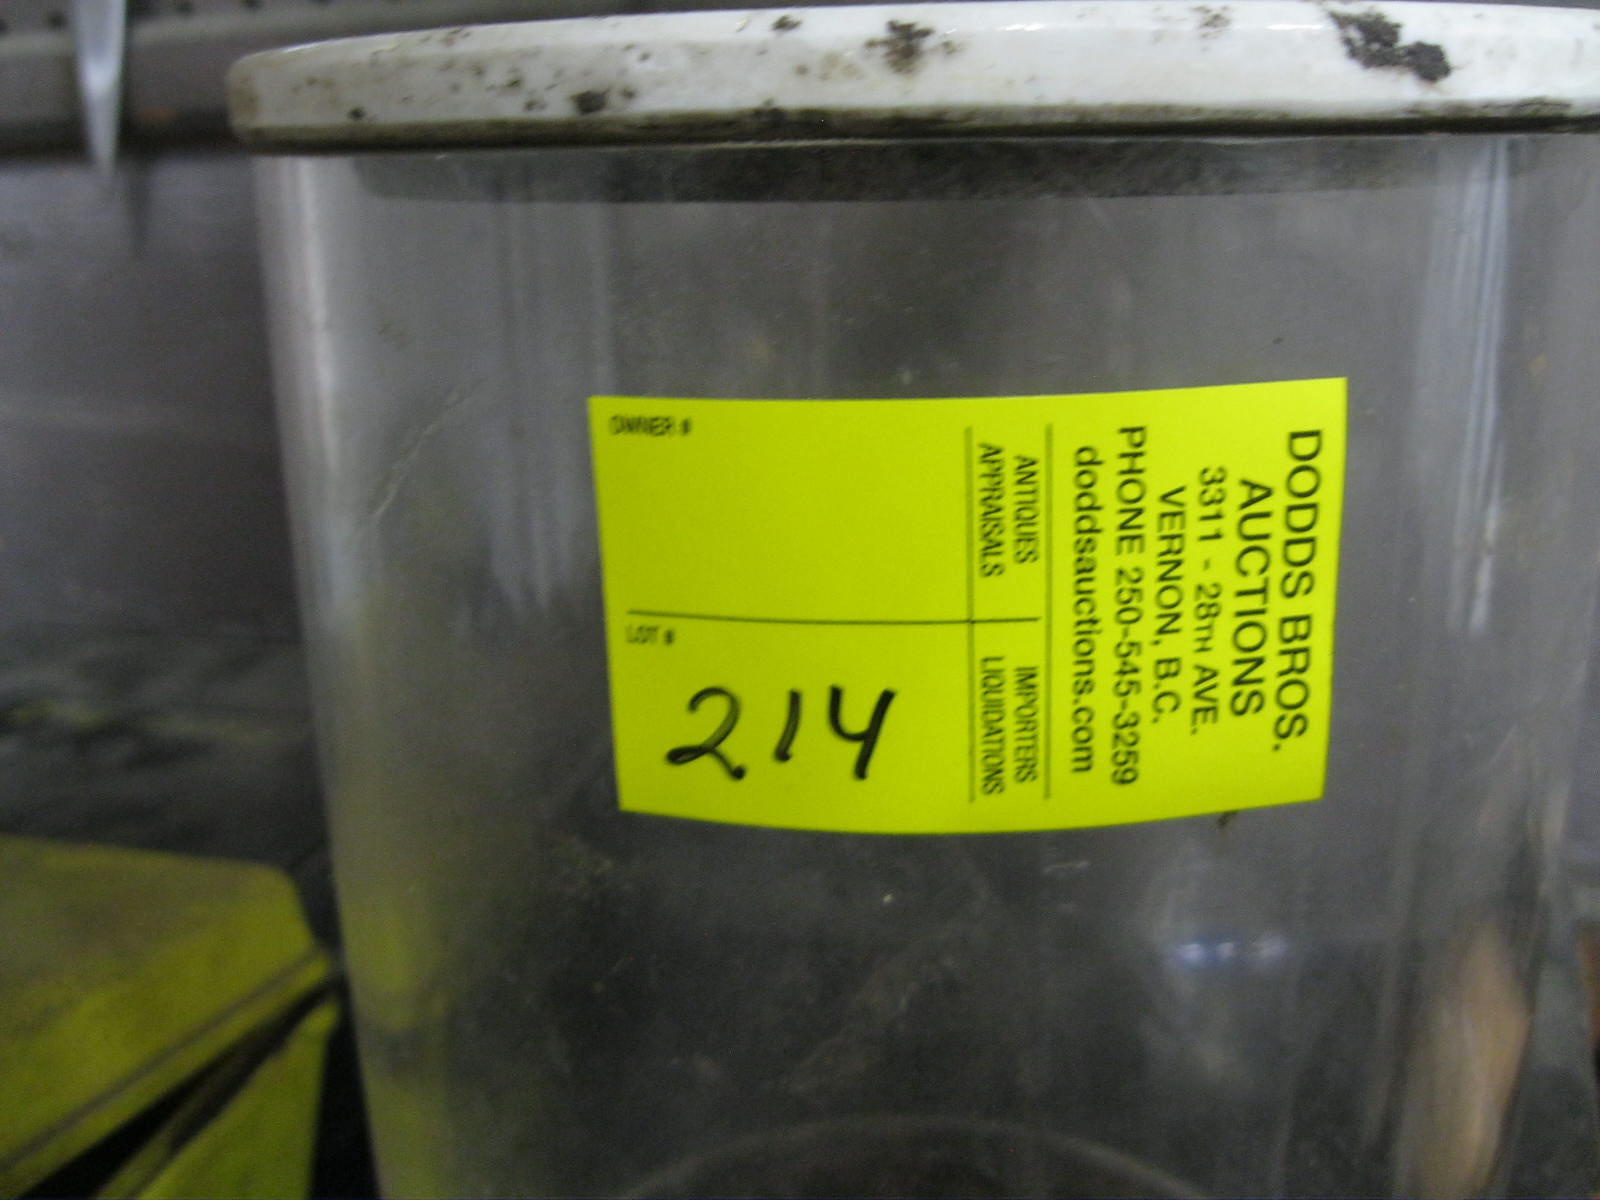 DODDS BROS.
AUCTIONS
3311 - 28TH AVE.
VERNON, B.C.
PHONE 250-545-3259
doddsauctions.com
ANTIQUES IMPORTERS
APPRAISALS LIQUIDATIONS
OWNER #
LOT #
214